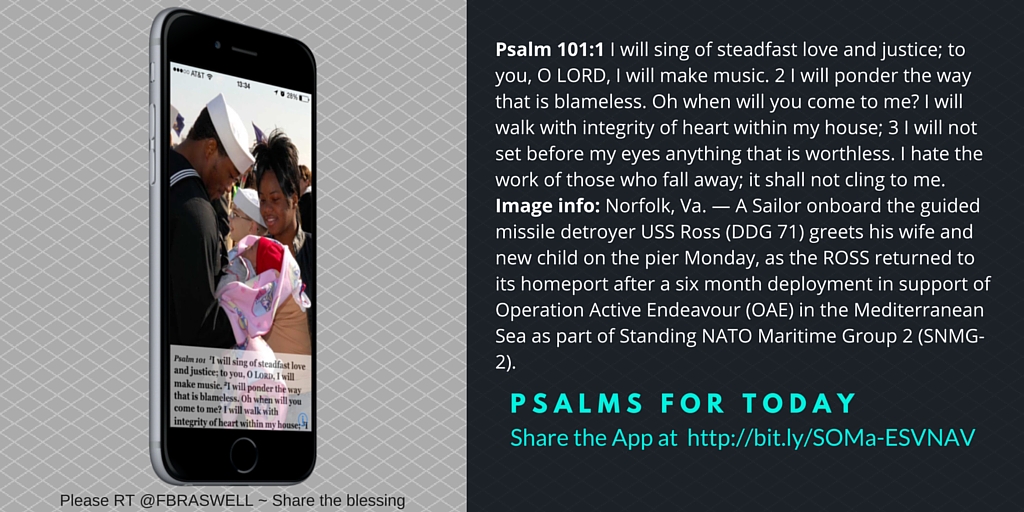 AT&T
13:34
28%
Psalm 101 ¹I will sing of steadfast love
and justice; to you, O LORD, I will
make music. ²I will ponder the way
that is blameless. Oh when will you
come to me? I will walk with
integrity of heart within my house; ³I
Please RT @FBRASWELL ~ Share the blessing
Psalm 101:1 I will sing of steadfast love and justice; to
you, O LORD, I will make music. 2 I will ponder the way
that is blameless. Oh when will you come to me? I will
walk with integrity of heart within my house; 3 I will not
set before my eyes anything that is worthless. I hate the
work of those who fall away; it shall not cling to me.
Image info: Norfolk, Va. — A Sailor onboard the guided
missile detroyer USS Ross (DDG 71) greets his wife and
new child on the pier Monday, as the ROSS returned to
its homeport after a six month deployment in support of
Operation Active Endeavour (OAE) in the Mediterranean
Sea as part of Standing NATO Maritime Group 2 (SNMG-
2).
PSALMS FOR TODAY
Share the App at http://bit.ly/SOMa-ESVNAV